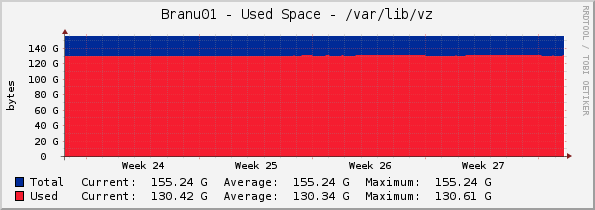 Branu01 - Used Space - /var/lib/vz
RRDTOOL / TOBI OETIKER
bytes
140 G
120 G
100 G
80 G
60 G
40 G
20 G
0
Week 24 Week 25 Week 26 Week 27
Total Current: 155.24 G Average: 155.24 G Maximum: 155.24 G
Used Current: 130.42 G Average: 130.34 G Maximum: 130.61 G